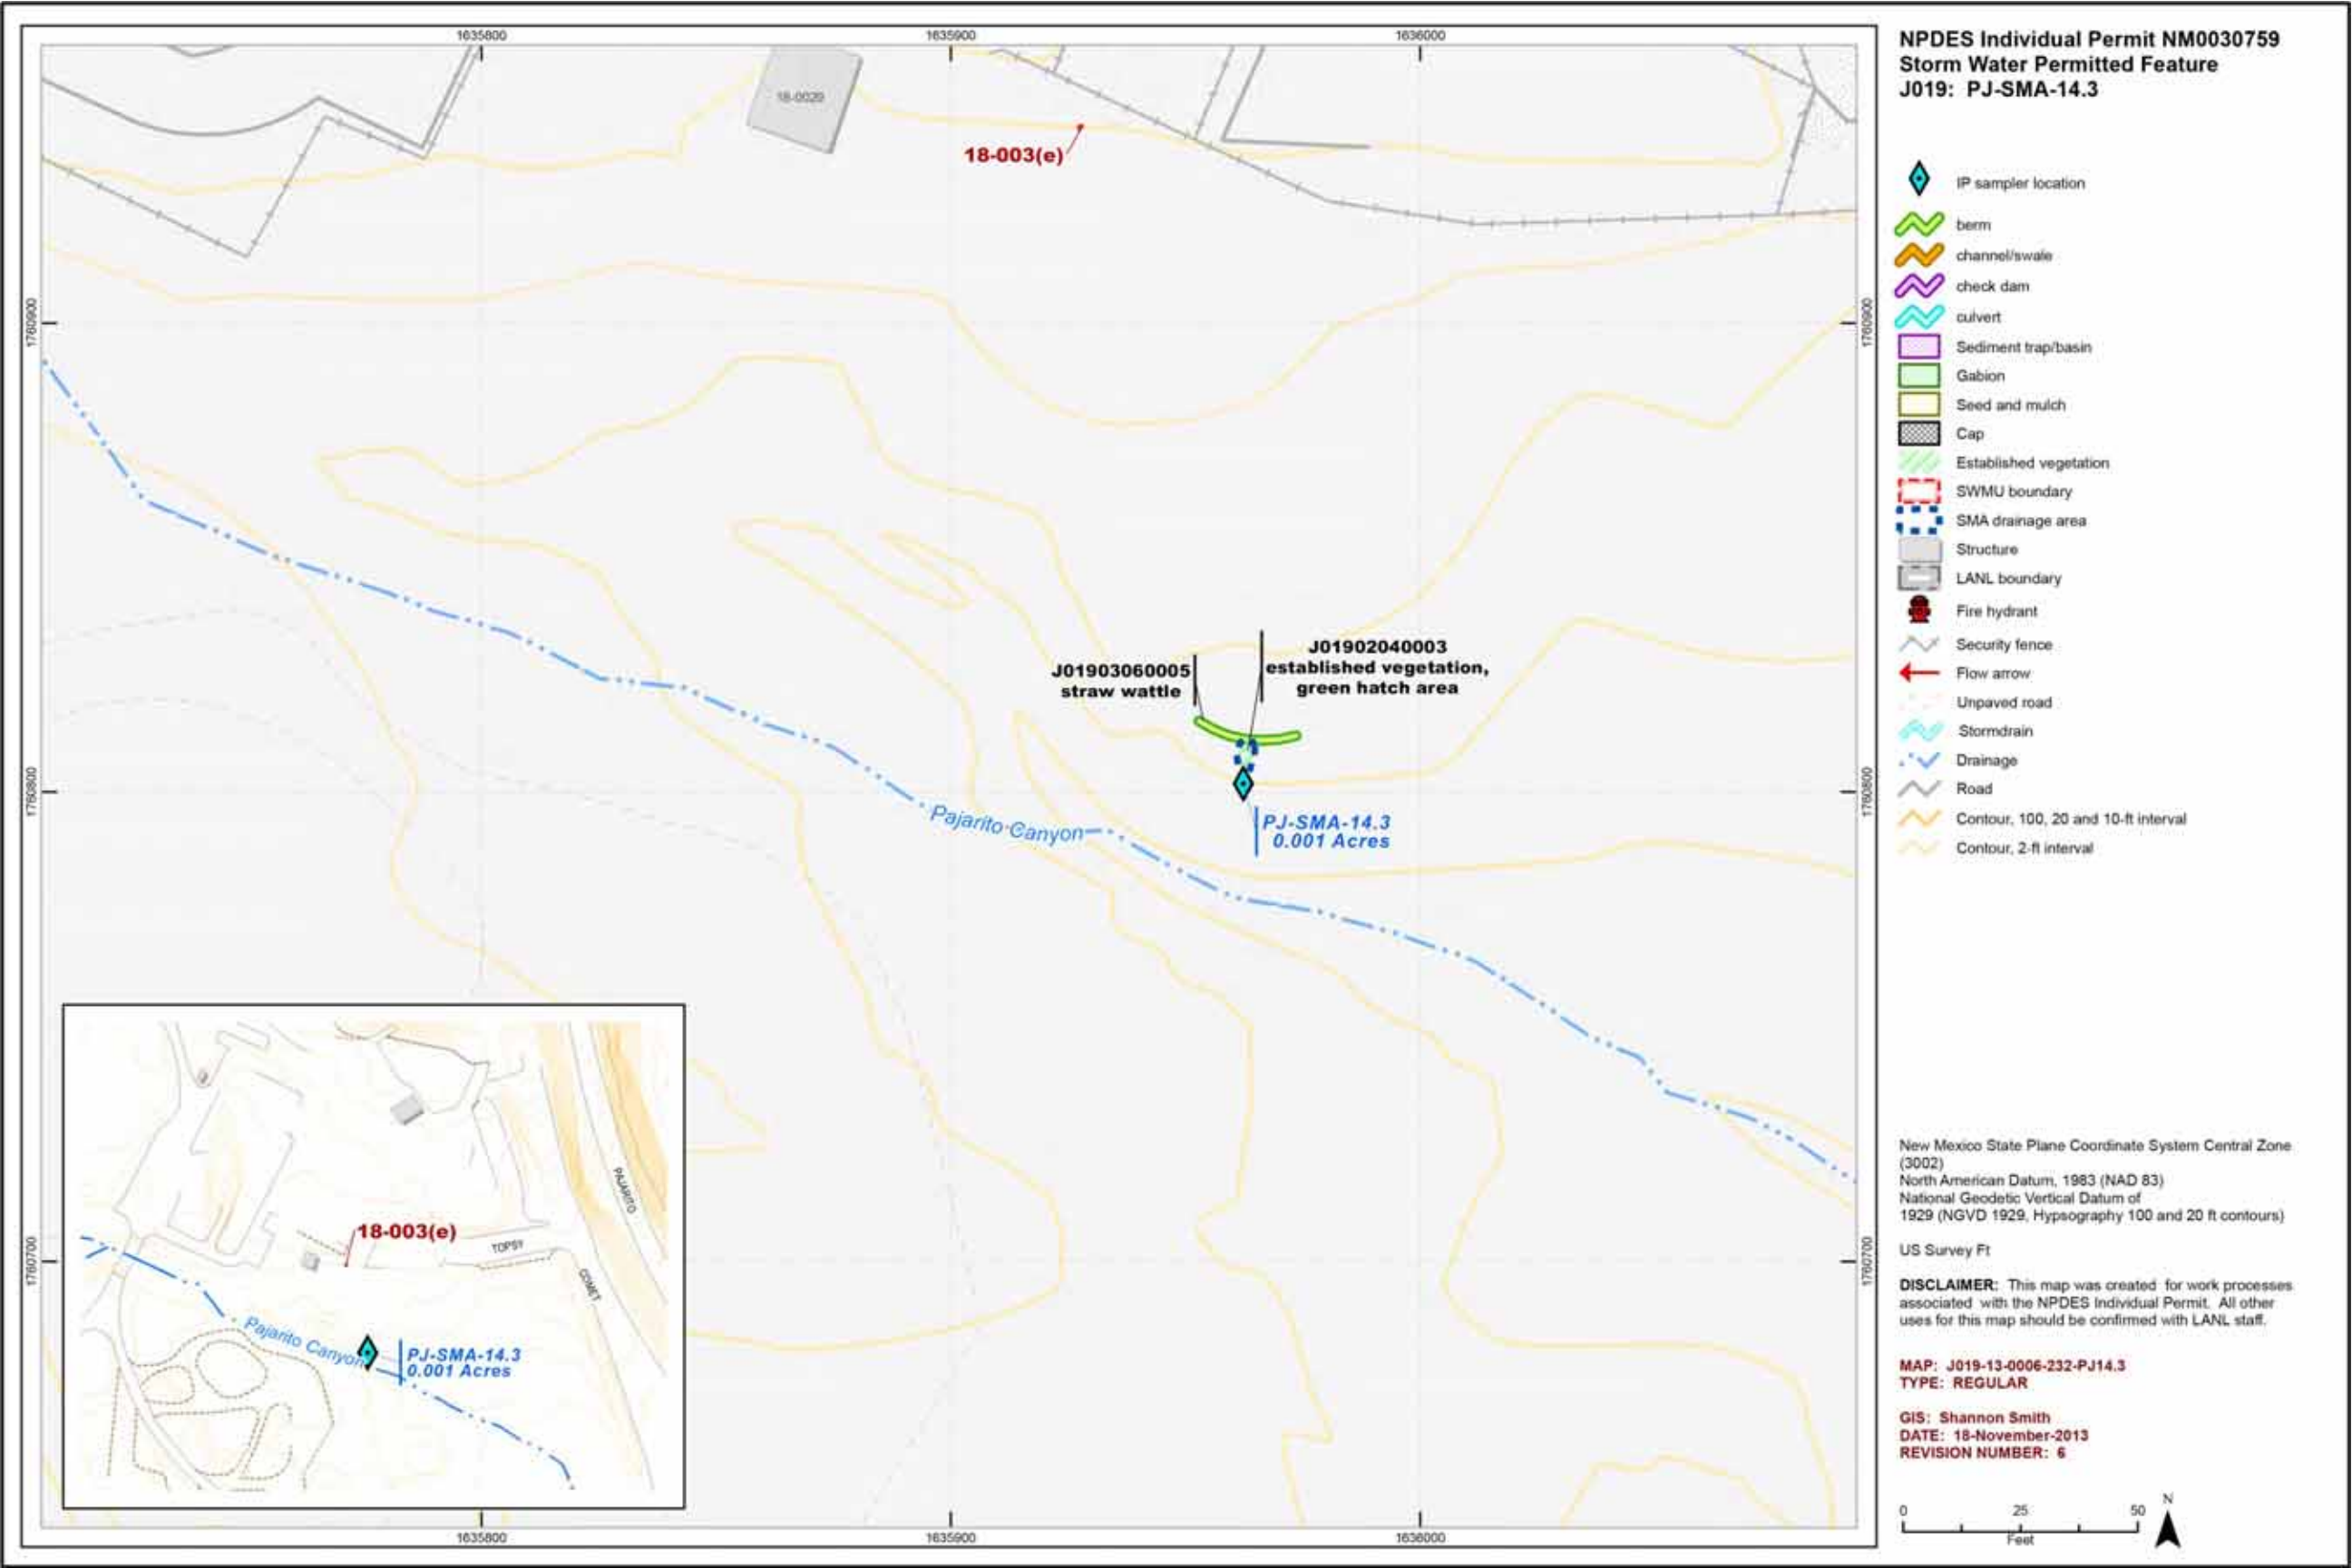 1635800
1635900
1636000
NPDES Individual Permit NM0030759
Storm Water Permitted Feature
J019: PJ-SMA-14.3
18-0029
18-003(e)
1760900
1760900
IP sampler location
berm
channel/swale
check dam
culvert
Sediment trap/basin
Gabion
Seed and mulch
Cap
Established vegetation
SWMU boundary
SMA drainage area
Structure
LANL boundary
Fire hydrant
Security fence
Flow arrow
Unpaved road
Stormdrain
Drainage
Road
Contour, 100, 20 and 10-ft interval
Contour, 2-ft interval
J01903060005
straw wattle
J01902040003
established vegetation,
green hatch area
1760800
1760800
Pajarito Canyon
PJ-SMA-14.3
0.001 Acres
1760700
1760700
PAJARITO
18-003(e)
TOPSY
COMET
Pajarito Canyon
PJ-SMA-14.3
0.001 Acres
New Mexico State Plane Coordinate System Central Zone
(3002)
North American Datum, 1983 (NAD 83)
National Geodetic Vertical Datum of
1929 (NGVD 1929, Hypsography 100 and 20 ft contours)
US Survey Ft
DISCLAIMER: This map was created for work processes
associated with the NPDES Individual Permit. All other
uses for this map should be confirmed with LANL staff.
MAP: J019-13-0006-232-PJ14.3
TYPE: REGULAR
GIS: Shannon Smith
DATE: 18-November-2013
REVISION NUMBER: 6
0 25 50
Feet
N
1635800
1635900
1636000